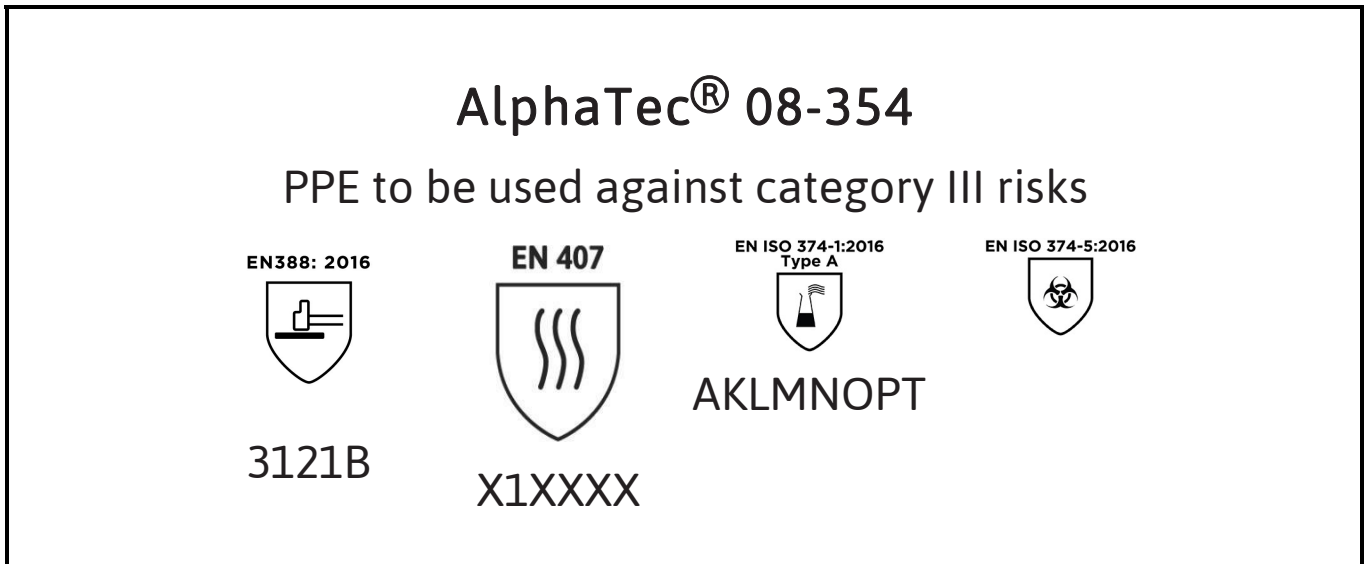 AlphaTec® 08-354
PPE to be used against category III risks
EN388: 2016
3121B
EN 407
X1XXXX
EN ISO 374-1:2016
Type A
AKLMNOPT
EN ISO 374-5:2016